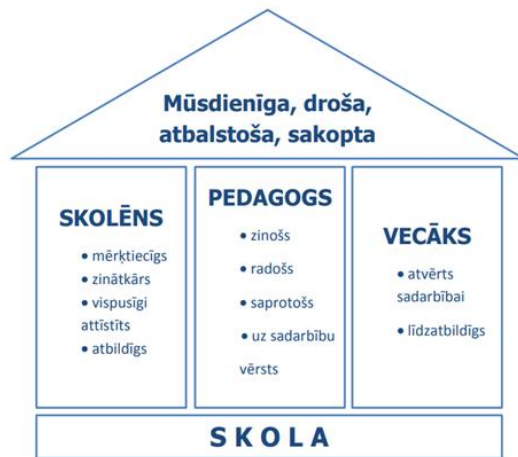 Mūsdienīga, droša,
atbalstoša, sakopta
SKOLĒNS
• mērķtiecīgs
• zinātkārs
• vispusīgi
attīstīts
• atbildīgs
PEDAGOGS
• zinošs
• radošs
• saprotošs
• uz sadarbību
vērsts
VECĀKS
• atvērts
sadarbībai
• līdzatbildīgs
SKOLA